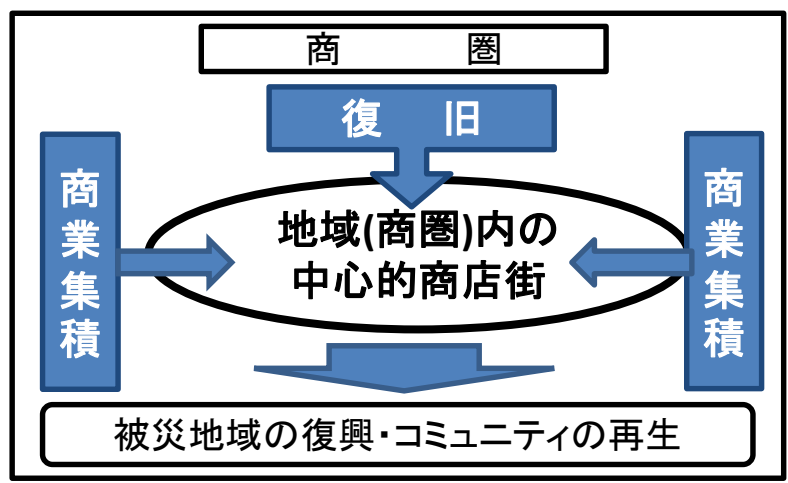 商　圏
復　旧
商業集積
地域(商圏)内の
中心的商店街
商業集積
被災地域の復興・コミュニティの再生